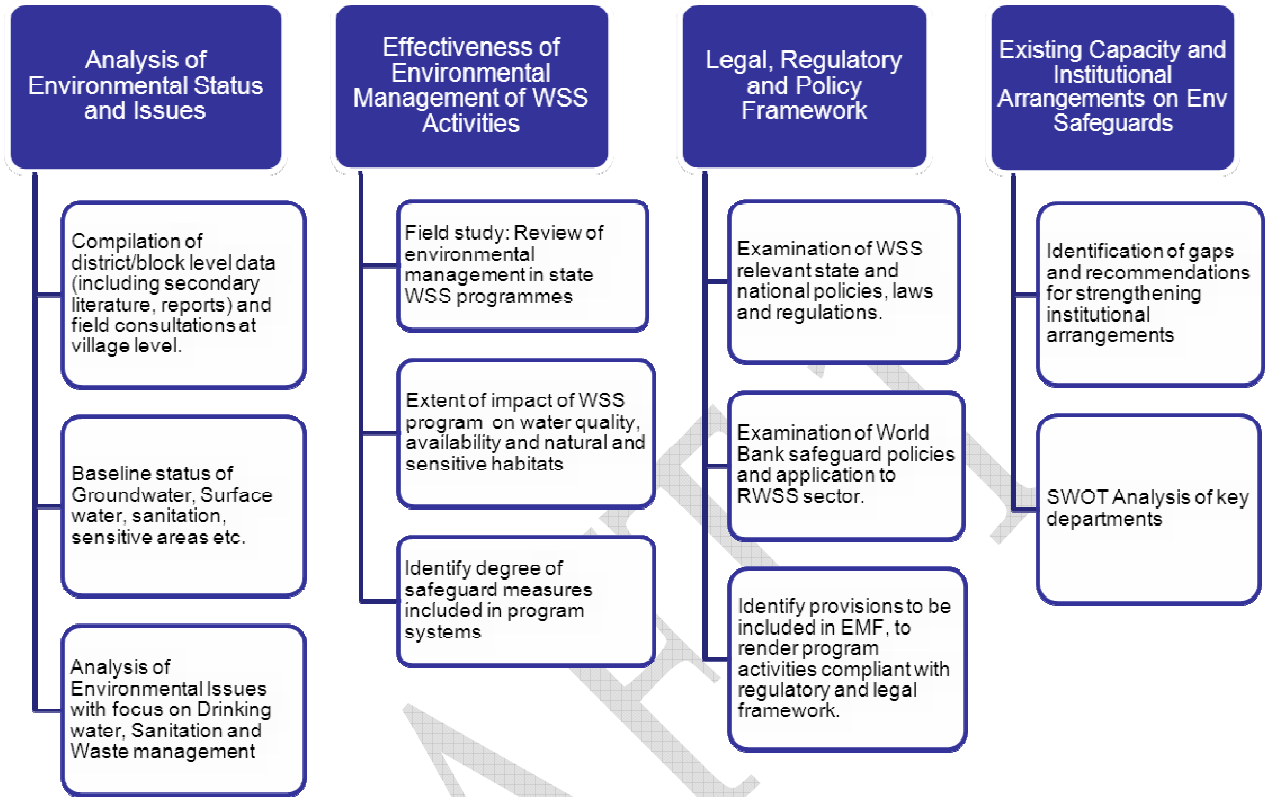 Analysis of
Environmental Status
and Issues
Compilation of
district/block level data
(including secondary
literature, reports) and
field consultations at
village level.
Baseline status of
Groundwater, Surface
water, sanitation,
sensitive areas etc.
Analysis of
Environmental Issues
with focus on Drinking
water, Sanitation and
Waste management
Effectiveness of
Environmental
Management of WSS
Activities
Field study: Review of
environmental
management in state
WSS programmes
Extent of impact of WSS
program on water quality,
availability and natural and
sensitive habitats
Identify degree of
safeguard measures
included in program
systems
Legal, Regulatory
and Policy
Framework
Examination of WSS
relevant state and
national policies, laws
and regulations.
Examination of World
Bank safeguard policies
and application to
RWSS sector.
Identify provisions to be
included in EMF, to
render program
activities compliant with
regulatory and legal
framework.
Existing Capacity and
Institutional
Arrangements on Env
Safeguards
Identification of gaps
and recommendations
for strengthening
institutional
arrangements
SWOT Analysis of key
departments